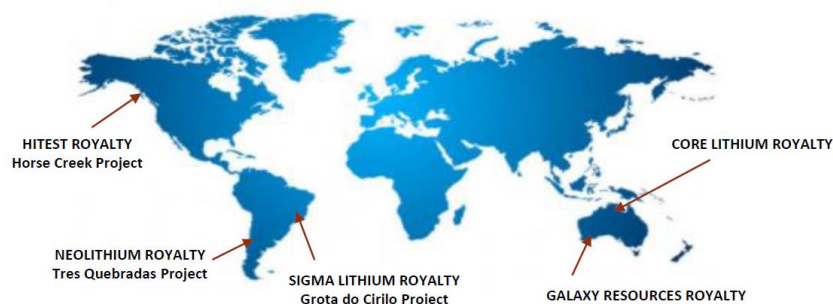 HITEST ROYALTY
Horse Creek Project
CORE LITHIUM ROYALTY
NEOLITHIUM ROYALTY
Tres Quebradas Project
SIGMA LITHIUM ROYALTY
Grota do Cirilo Project
GALAXY RESOURCES ROYALTY